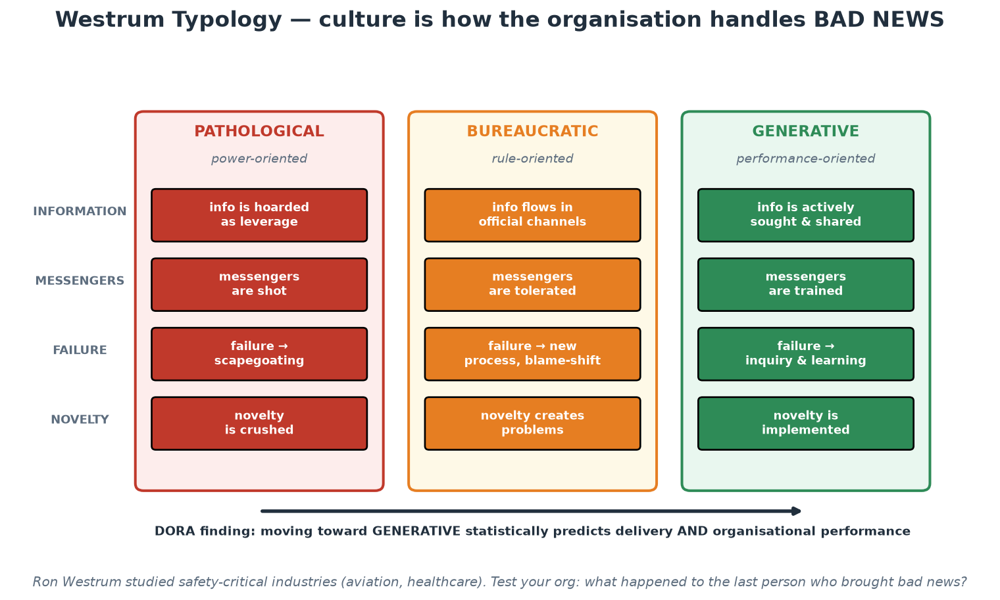 Westrum Typology — culture is how the organisation handles BAD NEWS
PATHOLOGICAL
power-oriented
BUREAUCRATIC
rule-oriented
GENERATIVE
performance-oriented
INFORMATION
info is hoarded
as leverage
info flows in
official channels
info is actively
sought & shared
MESSENGERS
messengers
are shot
messengers
are tolerated
messengers
are trained
FAILURE
failure →
scapegoating
failure → new
process, blame-shift
failure →
inquiry & learning
NOVELTY
novelty
is crushed
novelty creates
problems
novelty is
implemented
DORA finding: moving toward GENERATIVE statistically predicts delivery AND organisational performance
Ron Westrum studied safety-critical industries (aviation, healthcare). Test your org: what happened to the last person who brought bad news?